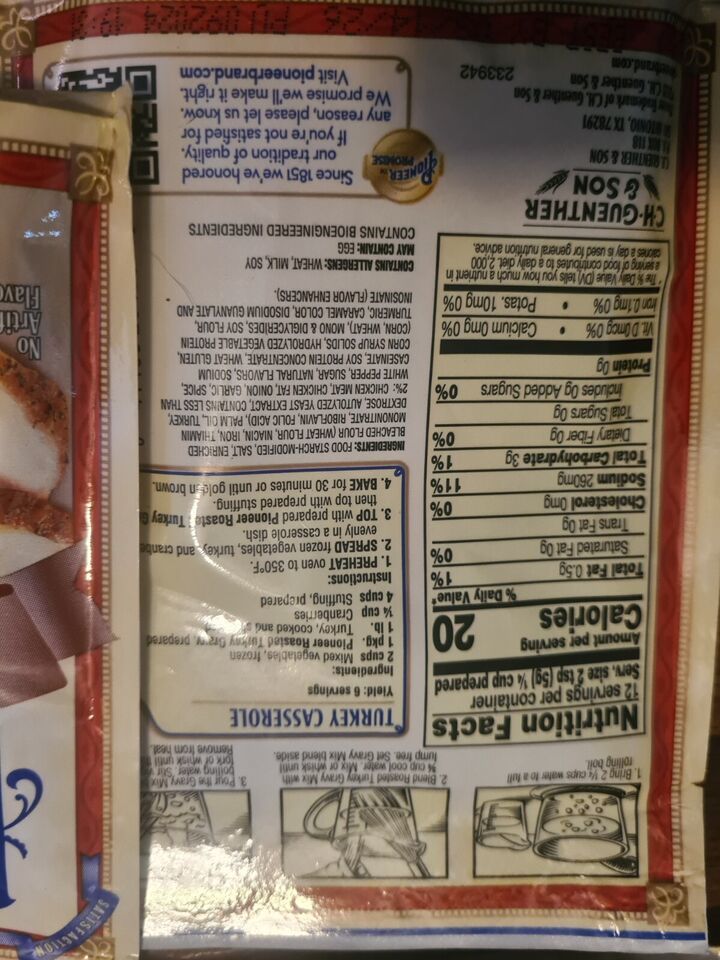 1. Bring 2 ½ cups water to a full
rolling boil.
2. Blend Roasted Turkey Gravy Mix with
¾ cup cool water. Mix or whisk until
lump free. Set Gravy Mix blend aside.
3. Pour the Gravy Mix
boiling water. Stir
fork or whisk until
Remove from heat.
Nutrition Facts
12 servings per container
Serv. size 2 tsp (5g) ¼ cup prepared
Amount per serving
Calories 20
% Daily Value*
Total Fat 0.5g 1%
Saturated Fat 0g 0%
Trans Fat 0g
Cholesterol 0mg 0%
Sodium 260mg 11%
Total Carbohydrate 3g 1%
Dietary Fiber 0g 0%
Total Sugars 0g
Includes 0g Added Sugars 0%
Protein 0g
Vit. D 0mcg 0% • Calcium 0mg 0%
Iron 0.1mg 0% • Potas. 10mg 0%
*The % Daily Value (DV) tells you how much a nutrient in
a serving of food contributes to a daily diet. 2,000
calories a day is used for general nutrition advice.
CH·GUENTHER
& SON
C.H. GUENTHER & SON
P.O. BOX 118
SAN ANTONIO, TX 78291
Trademark of C.H. Guenther & Son
C.H. Guenther & Son
pioneerbrand.com
233942
TURKEY CASSEROLE
Yield: 6 servings
Ingredients:
2 cups Mixed vegetables, frozen
1 pkg. Pioneer Roasted Turkey Gravy, prepared
1 lb. Turkey, cooked and
¼ cup Cranberries
4 cups Stuffing, prepared
Instructions:
1. PREHEAT oven to 350°F.
2. SPREAD frozen vegetables, turkey and cranbe
evenly in a casserole dish.
3. TOP with prepared Pioneer Roasted Turkey G
then top with prepared stuffing.
4. BAKE for 30 minutes or until golden brown.
INGREDIENTS: FOOD STARCH-MODIFIED, SALT, ENRICHED
BLEACHED FLOUR (WHEAT FLOUR, NIACIN, IRON, THIAMIN
MONONITRATE, RIBOFLAVIN, FOLIC ACID), PALM OIL, TURKEY,
DEXTROSE, AUTOLYZED YEAST EXTRACT, CONTAINS LESS THAN
2%: CHICKEN MEAT, CHICKEN FAT, ONION, GARLIC, SPICE,
WHITE PEPPER, SUGAR, NATURAL FLAVORS, SODIUM
CASEINATE, SOY PROTEIN CONCENTRATE, WHEAT GLUTEN,
CORN SYRUP SOLIDS, HYDROLYZED VEGETABLE PROTEIN
(CORN, WHEAT), MONO & DIGLYCERIDES, SOY FLOUR,
TURMERIC, CARAMEL COLOR, DISODIUM GUANYLATE AND
INOSINATE (FLAVOR ENHANCERS).
CONTAINS ALLERGENS: WHEAT, MILK, SOY
MAY CONTAIN: EGG
CONTAINS BIOENGINEERED INGREDIENTS
PIONEER™
PROMISE
Since 1851 we've honored
our tradition of quality.
If you're not satisfied for
any reason, please let us know.
We promise we'll make it right.
Visit pioneerbrand.com
SATISFACTION
No
Artifi
Flavo